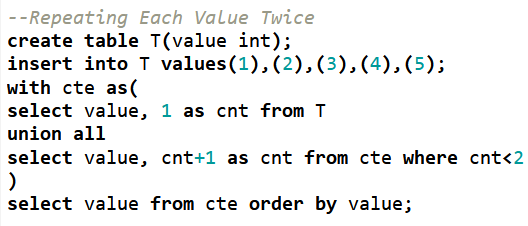 --Repeating Each Value Twice
create table T(value int);
insert into T values(1),(2),(3),(4),(5);
with cte as(
select value, 1 as cnt from T
union all
select value, cnt+1 as cnt from cte where cnt<2
)
select value from cte order by value;